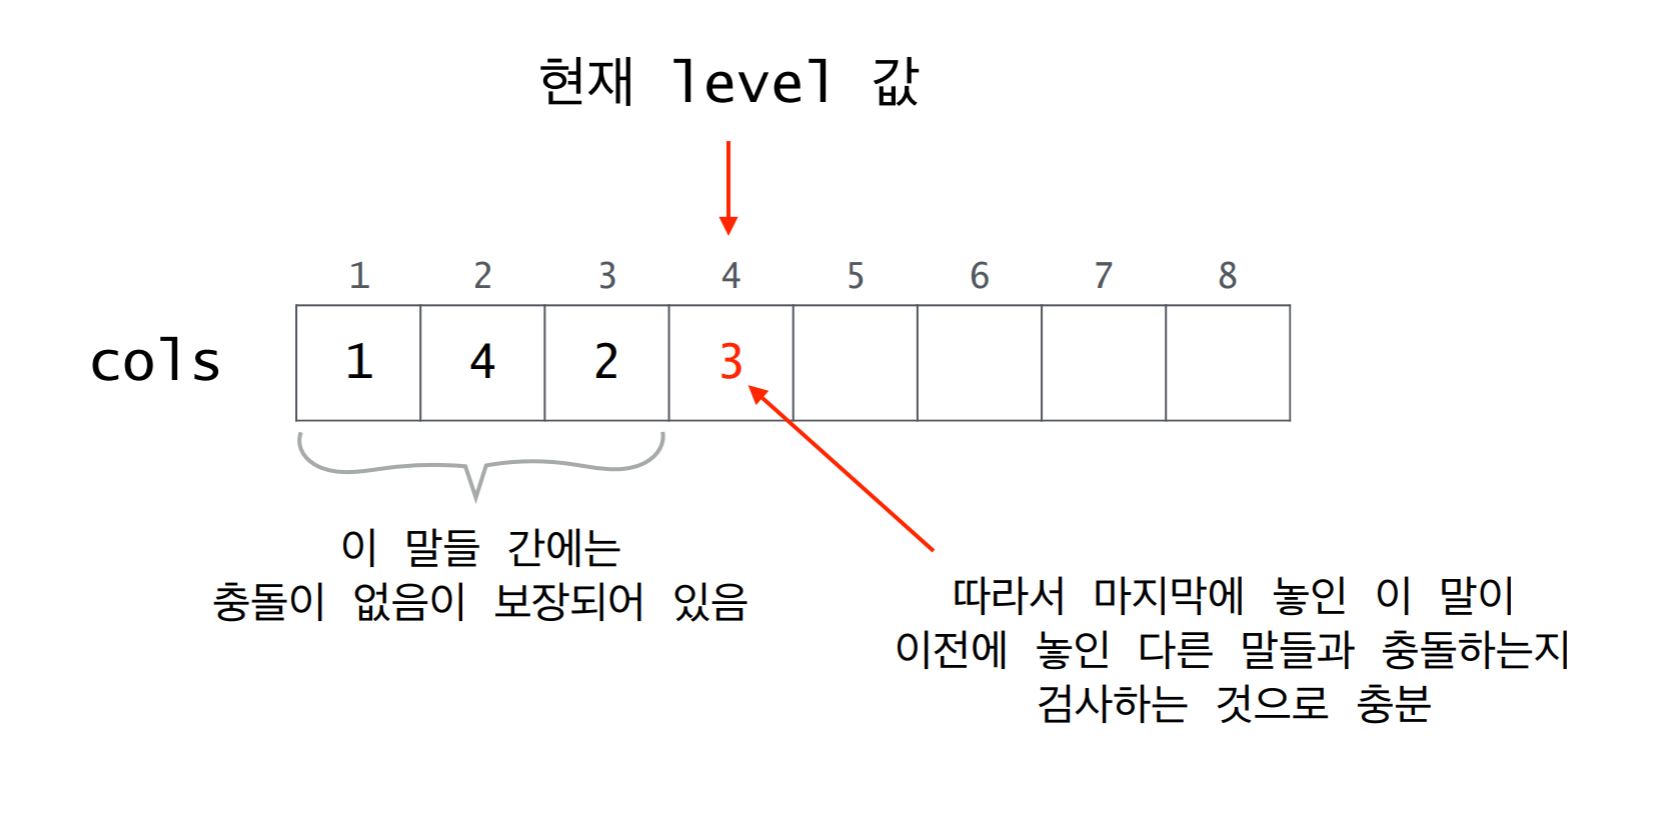 현재 level 값
1 2 3 4 5 6 7 8
cols 1 4 2 3
이 말들 간에는
충돌이 없음이 보장되어 있음
따라서 마지막에 놓인 이 말이
이전에 놓인 다른 말들과 충돌하는지
검사하는 것으로 충분